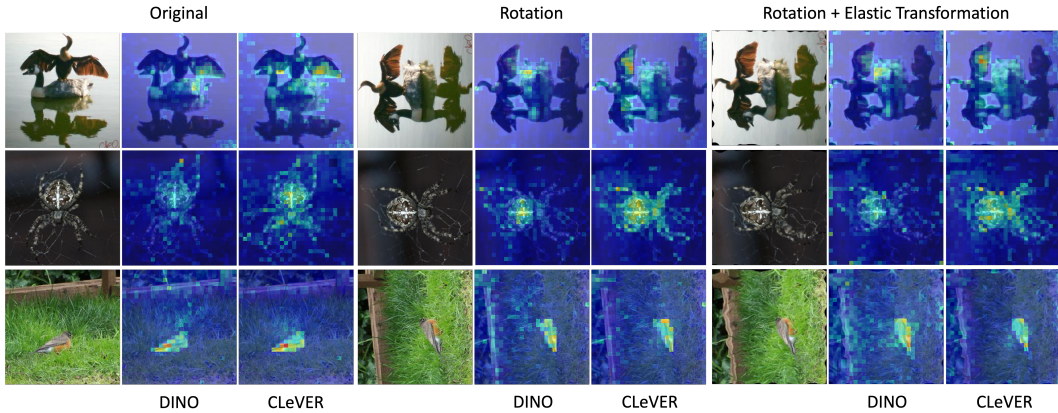 Original Rotation Rotation + Elastic Transformation
DINO CLeVER DINO CLeVER DINO CLeVER